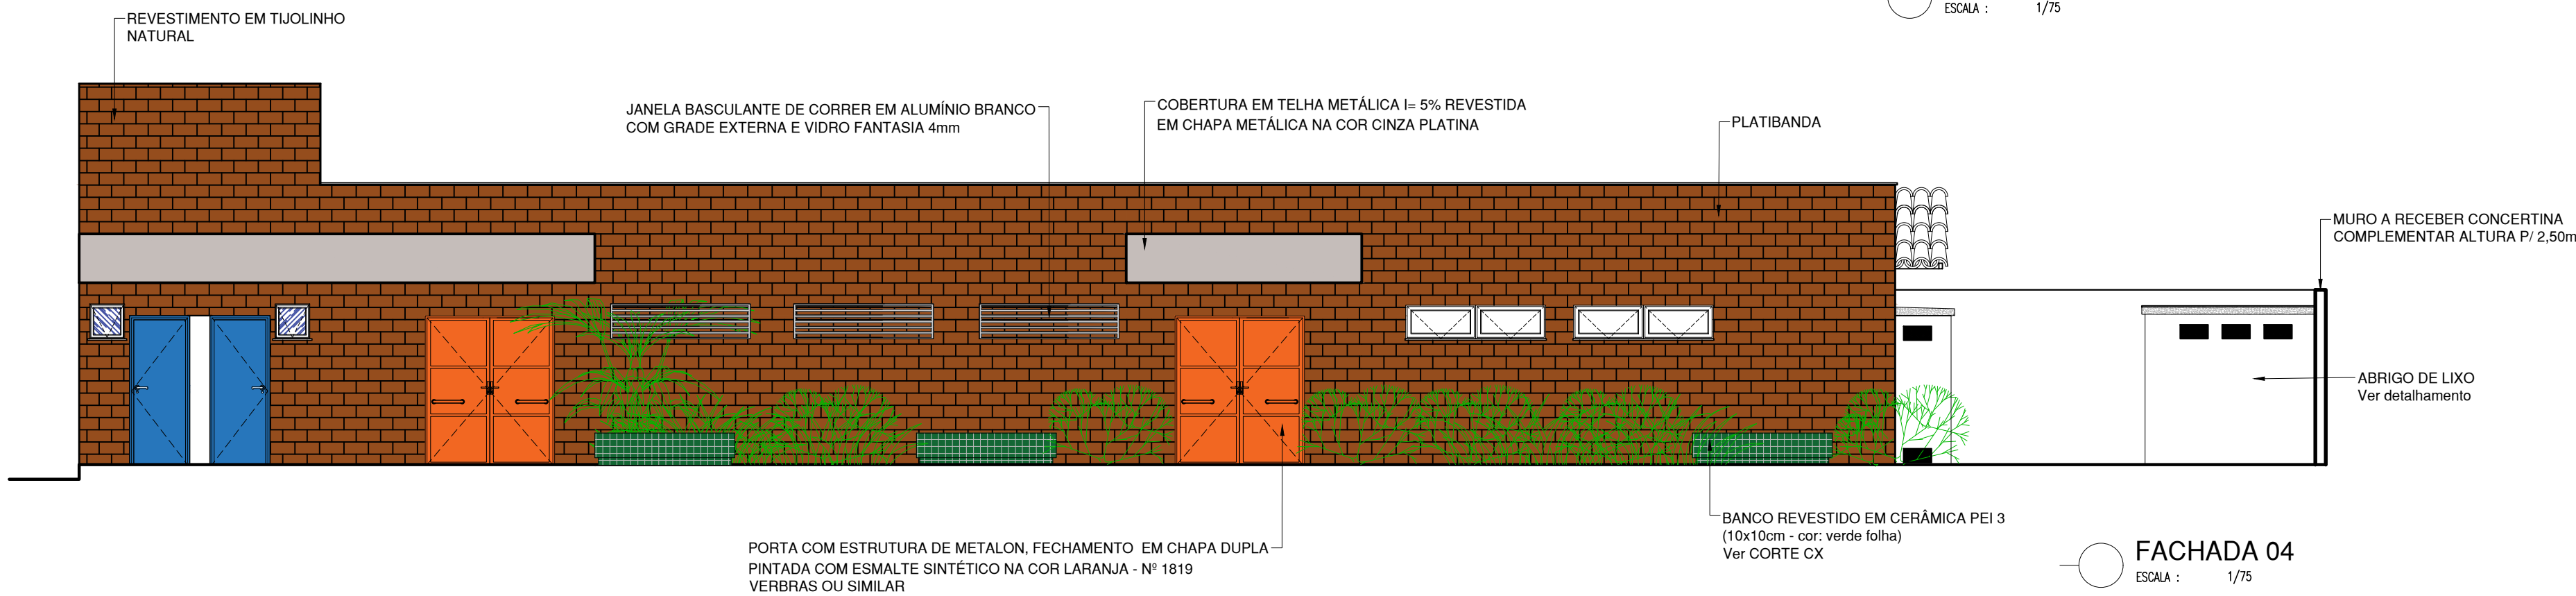 ESCALA : 1/75
REVESTIMENTO EM TIJOLINHO
NATURAL
JANELA BASCULANTE DE CORRER EM ALUMÍNIO BRANCO
COM GRADE EXTERNA E VIDRO FANTASIA 4mm
COBERTURA EM TELHA METÁLICA I= 5% REVESTIDA
EM CHAPA METÁLICA NA COR CINZA PLATINA
PLATIBANDA
MURO A RECEBER CONCERTINA
COMPLEMENTAR ALTURA P/ 2,50m
ABRIGO DE LIXO
Ver detalhamento
PORTA COM ESTRUTURA DE METALON, FECHAMENTO EM CHAPA DUPLA
PINTADA COM ESMALTE SINTÉTICO NA COR LARANJA - Nº 1819
VERBRAS OU SIMILAR
BANCO REVESTIDO EM CERÂMICA PEI 3
(10x10cm - cor: verde folha)
Ver CORTE CX
FACHADA 04
ESCALA : 1/75